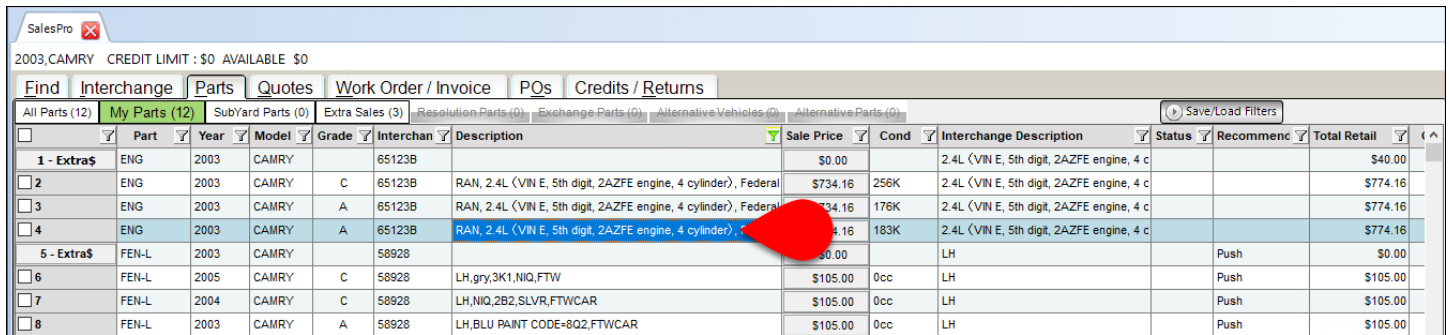 SalesPro
2003,CAMRY CREDIT LIMIT : $0 AVAILABLE $0
Find Interchange Parts Quotes Work Order / Invoice POs Credits / Returns
All Parts (12) My Parts (12) SubYard Parts (0) Extra Sales (3) Resolution Parts (0) Exchange Parts (0) Alternative Vehicles (0) Alternative Parts (0) Save/Load Filters
Part Year Model Grade Interchan Description Sale Price Cond Interchange Description Status Recommenc Total Retail
1 - Extra$ ENG 2003 CAMRY 65123B $0.00 2.4L (VIN E, 5th digit, 2AZFE engine, 4 c $40.00
2 ENG 2003 CAMRY C 65123B RAN, 2.4L (VIN E, 5th digit, 2AZFE engine, 4 cylinder), Federal $734.16 256K 2.4L (VIN E, 5th digit, 2AZFE engine, 4 c $774.16
3 ENG 2003 CAMRY A 65123B RAN, 2.4L (VIN E, 5th digit, 2AZFE engine, 4 cylinder), Federal 734.16 176K 2.4L (VIN E, 5th digit, 2AZFE engine, 4 c $774.16
4 ENG 2003 CAMRY A 65123B RAN, 2.4L (VIN E, 5th digit, 2AZFE engine, 4 cylinder), 4.16 183K 2.4L (VIN E, 5th digit, 2AZFE engine, 4 c $774.16
5 - Extra$ FEN-L CAMRY 58928 $0.00 LH Push $0.00
6 FEN-L 2005 CAMRY C 58928 LH,gry,3K1,NIQ,FTW $105.00 0cc LH Push $105.00
7 FEN-L 2004 CAMRY C 58928 LH,NIQ,2B2,SLVR,FTWCAR $105.00 0cc LH Push $105.00
8 FEN-L 2003 CAMRY A 58928 LH,BLU PAINT CODE=8Q2,FTWCAR $105.00 0cc LH Push $105.00